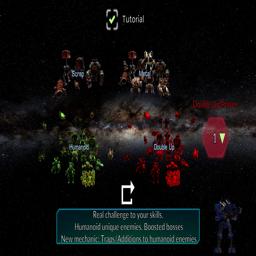 Tutorial
Scrap
Metal
Humanoid
Double Up
1
Real challenge to your skills.
Humanoid unique enemies. Boosted bosses
New mechanic: Traps. Additions to humanoid enemies